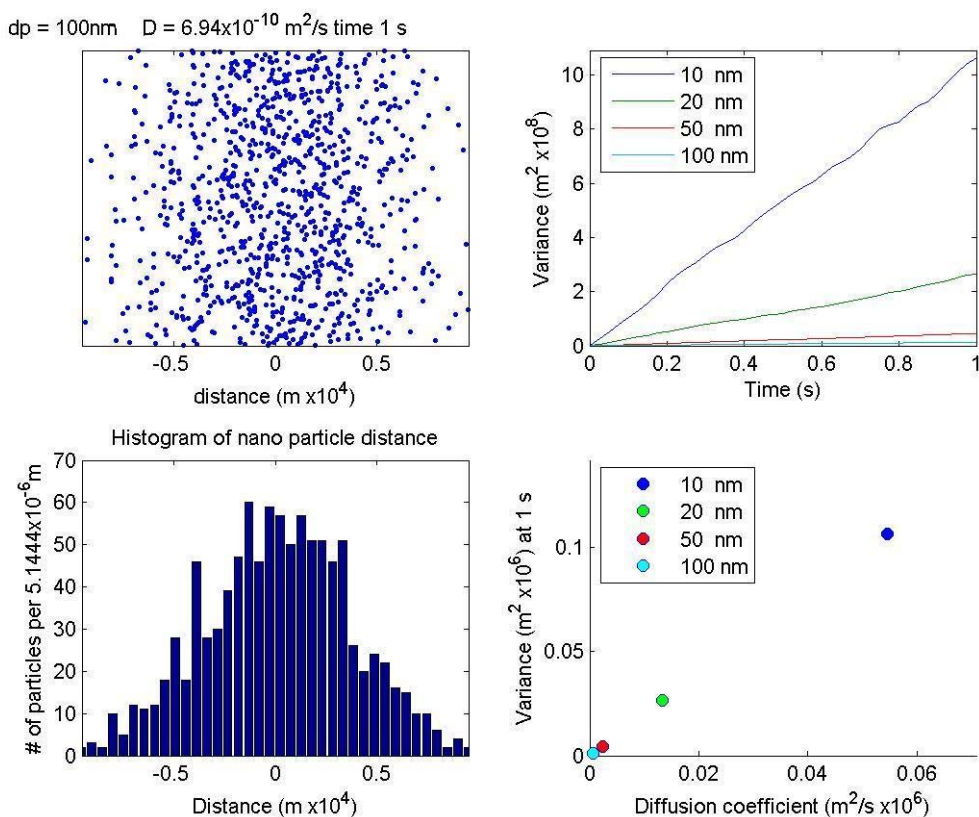 dp = 100nm D = 6.94x10⁻¹⁰ m²/s time 1 s
-0.5 0 0.5
distance (m x10⁴)
Variance (m² x10⁸)
10
8
6
4
2
0
10 nm
20 nm
50 nm
100 nm
0 0.2 0.4 0.6 0.8 1
Time (s)
Histogram of nano particle distance
# of particles per 5.1444x10⁻⁶m
70
60
50
40
30
20
10
0
-0.5 0 0.5
Distance (m x10⁴)
Variance (m² x10⁶) at 1 s
0.1
0.05
0
10 nm
20 nm
50 nm
100 nm
0 0.02 0.04 0.06
Diffusion coefficient (m²/s x10⁶)